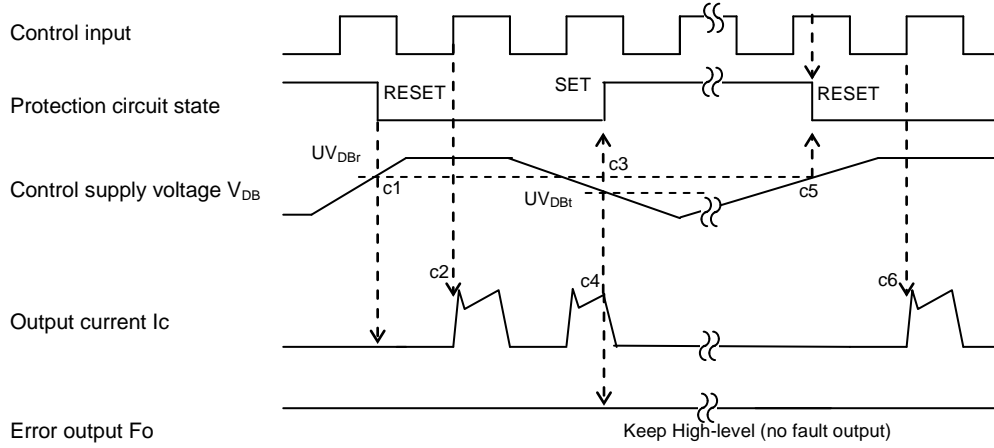 Control input
Protection circuit state
RESET
SET
RESET
UVDBr
Control supply voltage VDB
c1
c3
UVDBt
c5
c2
c4
c6
Output current Ic
Error output Fo
Keep High-level (no fault output)